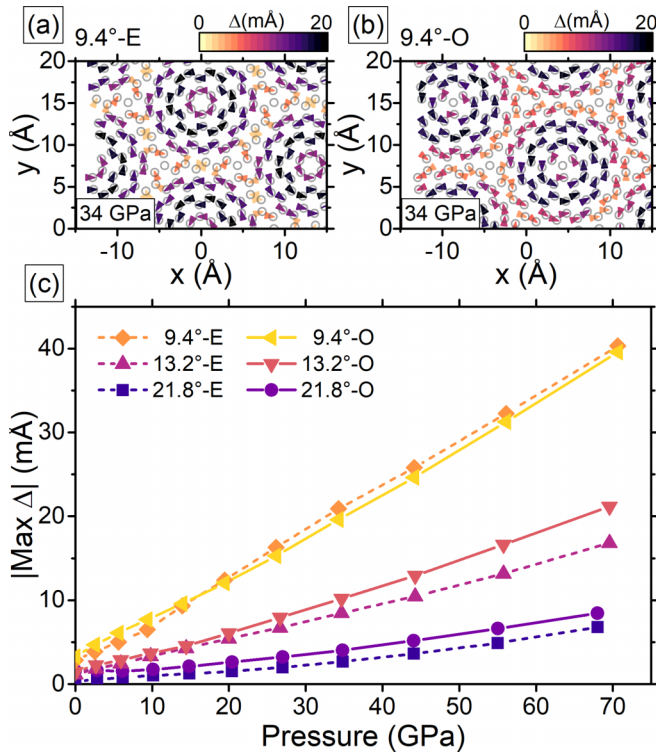 (a) 9.4°-E 0 Δ(mÅ) 20
(b) 9.4°-O 0 Δ(mÅ) 20
20
15
10
5
0
y (Å)
34 GPa
-10 0 10
x (Å)
20
15
10
5
0
y (Å)
34 GPa
-10 0 10
x (Å)
(c)
9.4°-E 9.4°-O
13.2°-E 13.2°-O
21.8°-E 21.8°-O
40
30
20
10
0
|Max Δ| (mÅ)
0 10 20 30 40 50 60 70
Pressure (GPa)